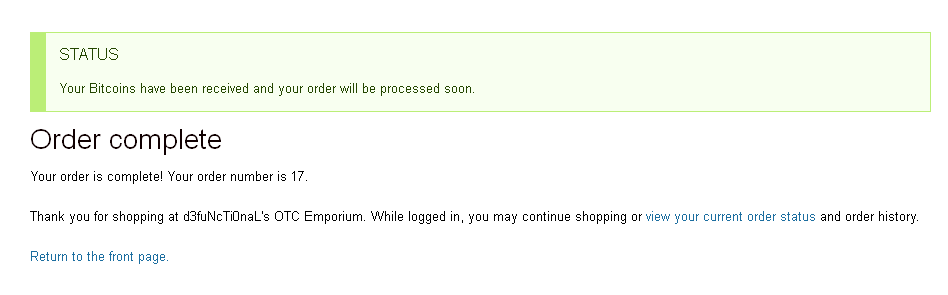 STATUS
Your Bitcoins have been received and your order will be processed soon.
Order complete
Your order is complete! Your order number is 17.
Thank you for shopping at d3fuNcTi0naL's OTC Emporium. While logged in, you may continue shopping or view your current order status and order history.
Return to the front page.